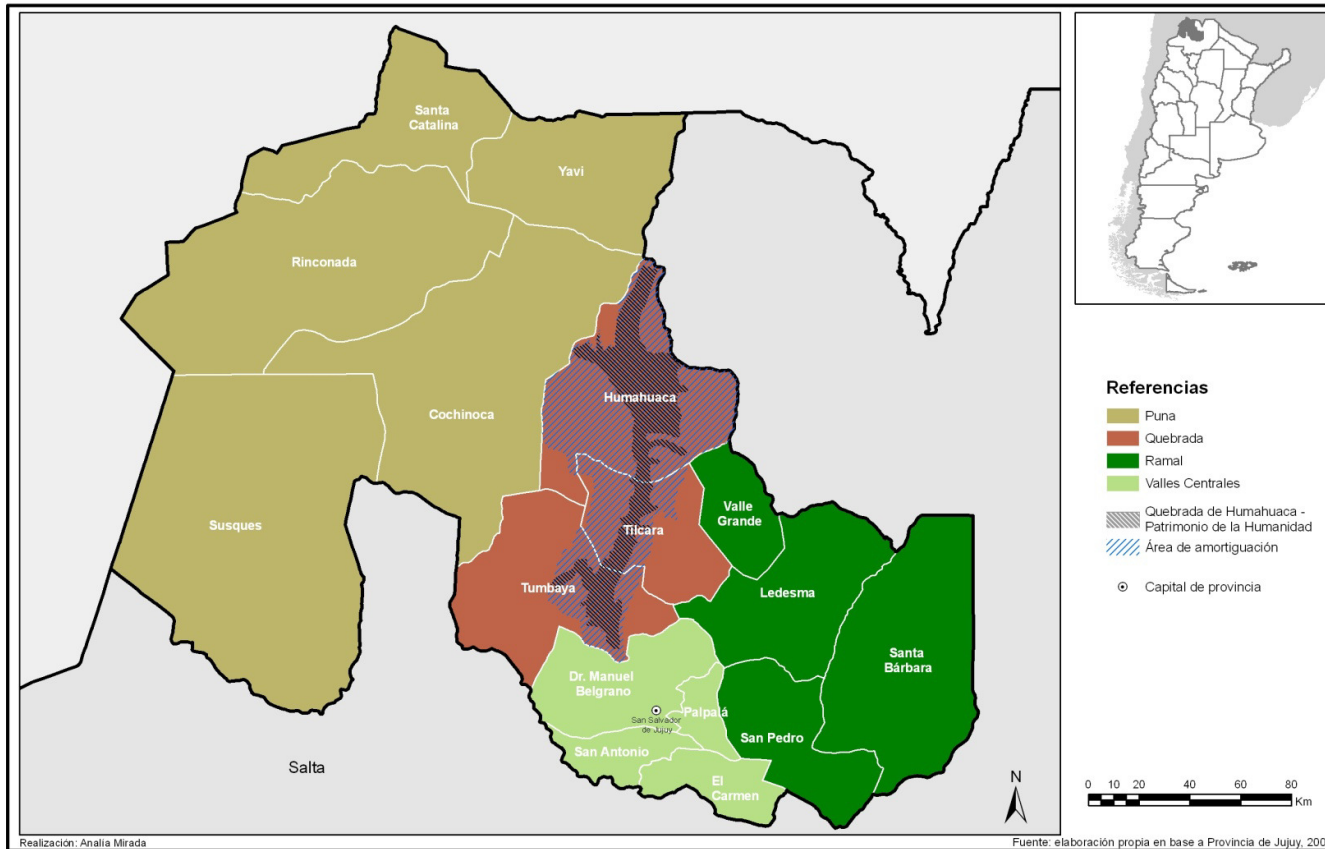 Santa
Catalina
Yavi
Rinconada
Cochinoca
Humahuaca
Susques
Valle
Grande
Tilcara
Tumbaya
Ledesma
Santa
Bárbara
Dr. Manuel
Belgrano
Palpalá
San Salvador
de Jujuy
San Pedro
San Antonio
El
Carmen
Salta
N
Referencias
Puna
Quebrada
Ramal
Valles Centrales
Quebrada de Humahuaca -
Patrimonio de la Humanidad
Área de amortiguación
Capital de provincia
0 10 20 40 60 80
Km
Realización: Analía Mirada
Fuente: elaboración propia en base a Provincia de Jujuy, 200